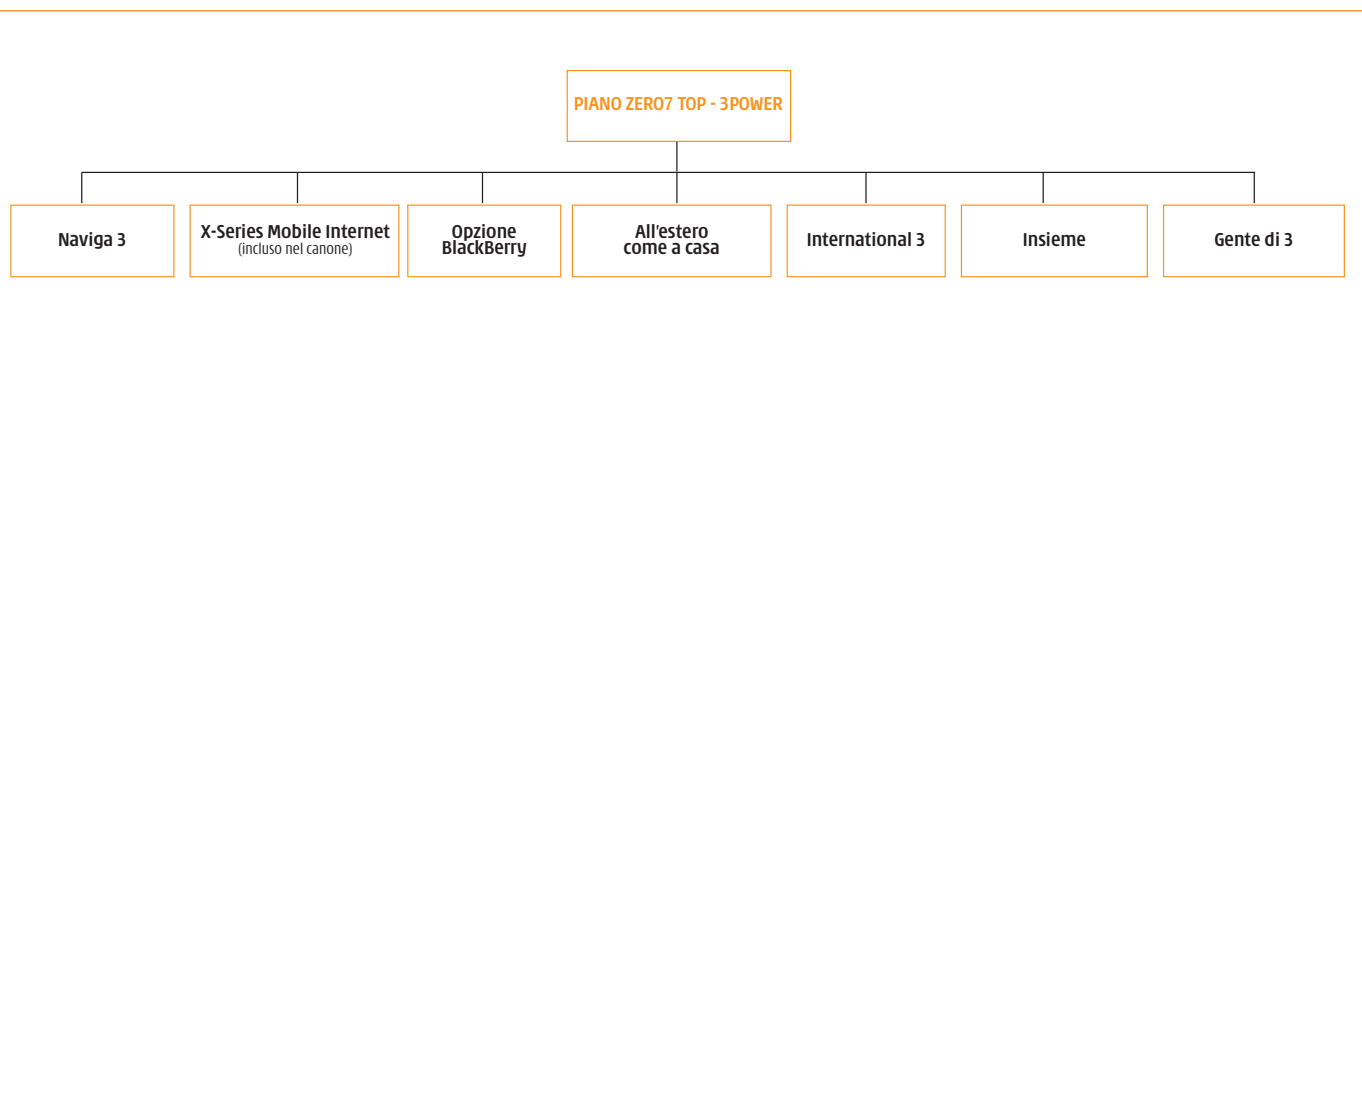 PIANO ZERO7 TOP - 3POWER
Naviga 3
X-Series Mobile Internet
(incluso nel canone)
Opzione
BlackBerry
All'estero
come a casa
International 3
Insieme
Gente di 3